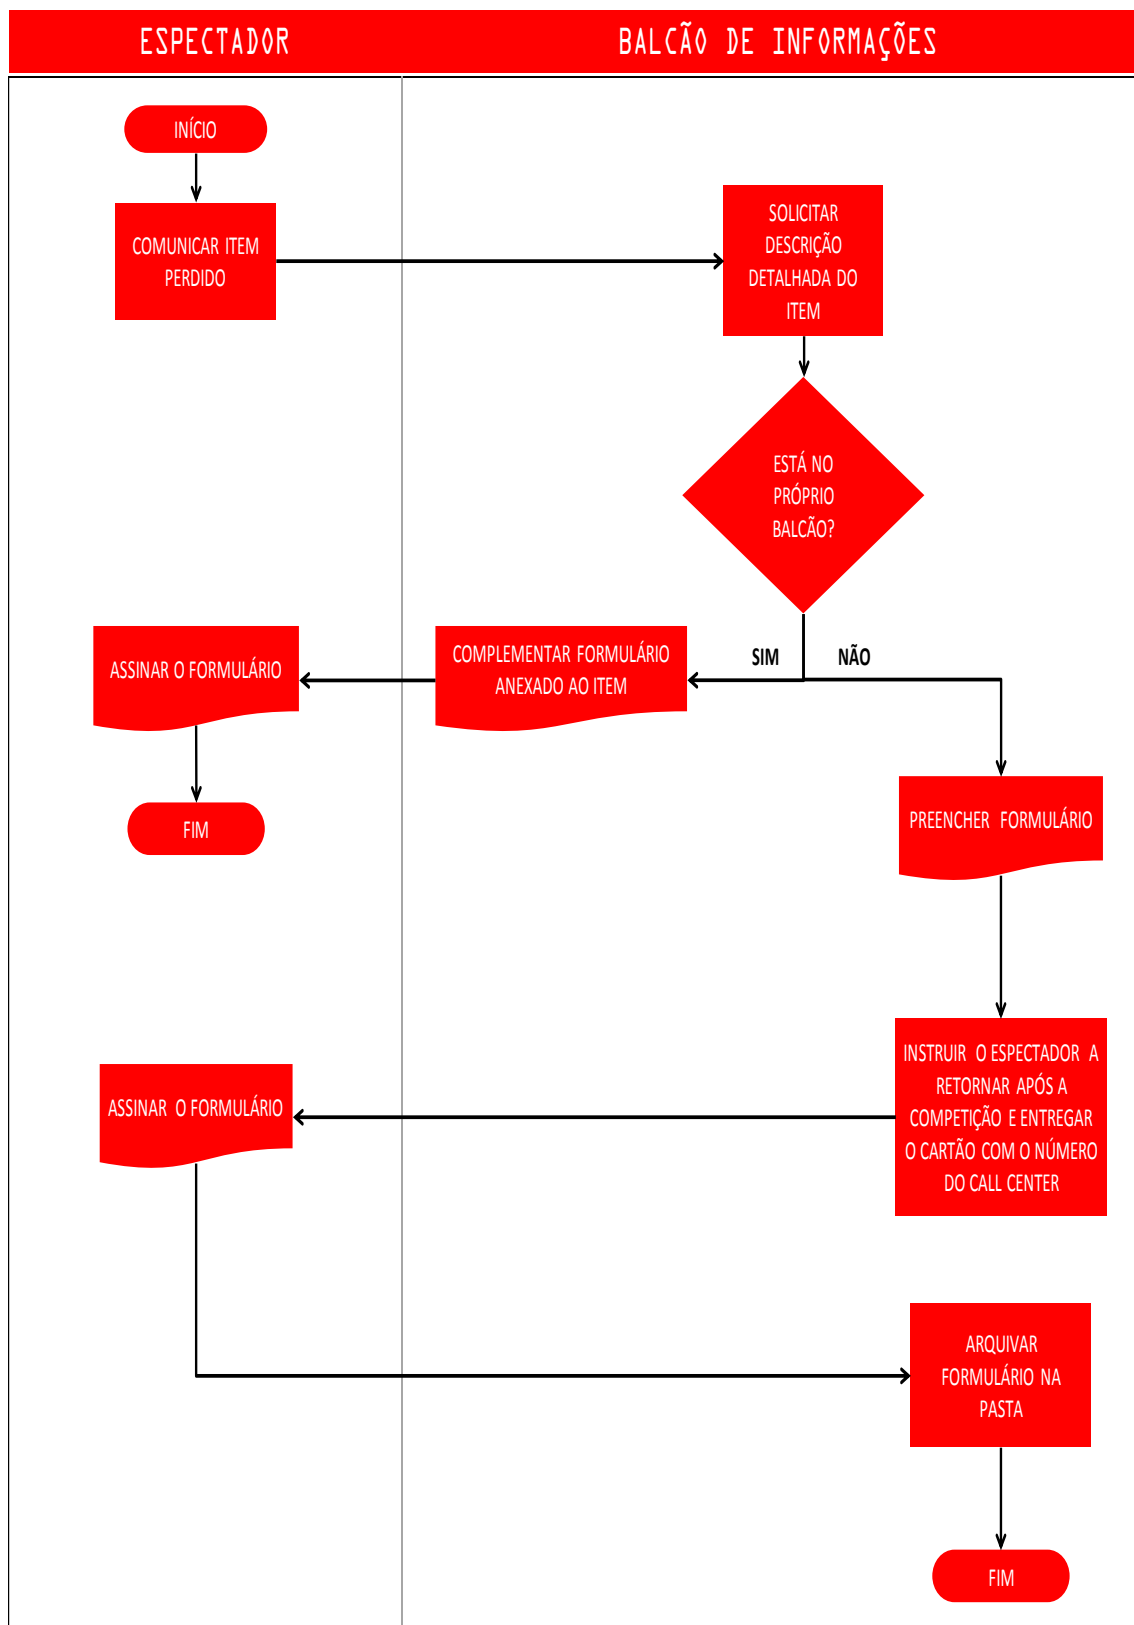 ESPECTADOR
BALCÃO DE INFORMAÇÕES
INÍCIO
COMUNICAR ITEM
PERDIDO
SOLICITAR
DESCRIÇÃO
DETALHADA DO
ITEM
ESTÁ NO
PRÓPRIO
BALCÃO?
SIM
NÃO
COMPLEMENTAR FORMULÁRIO
ANEXADO AO ITEM
ASSINAR O FORMULÁRIO
FIM
PREENCHER FORMULÁRIO
INSTRUIR O ESPECTADOR A
RETORNAR APÓS A
COMPETIÇÃO E ENTREGAR
O CARTÃO COM O NÚMERO
DO CALL CENTER
ASSINAR O FORMULÁRIO
ARQUIVAR
FORMULÁRIO NA
PASTA
FIM